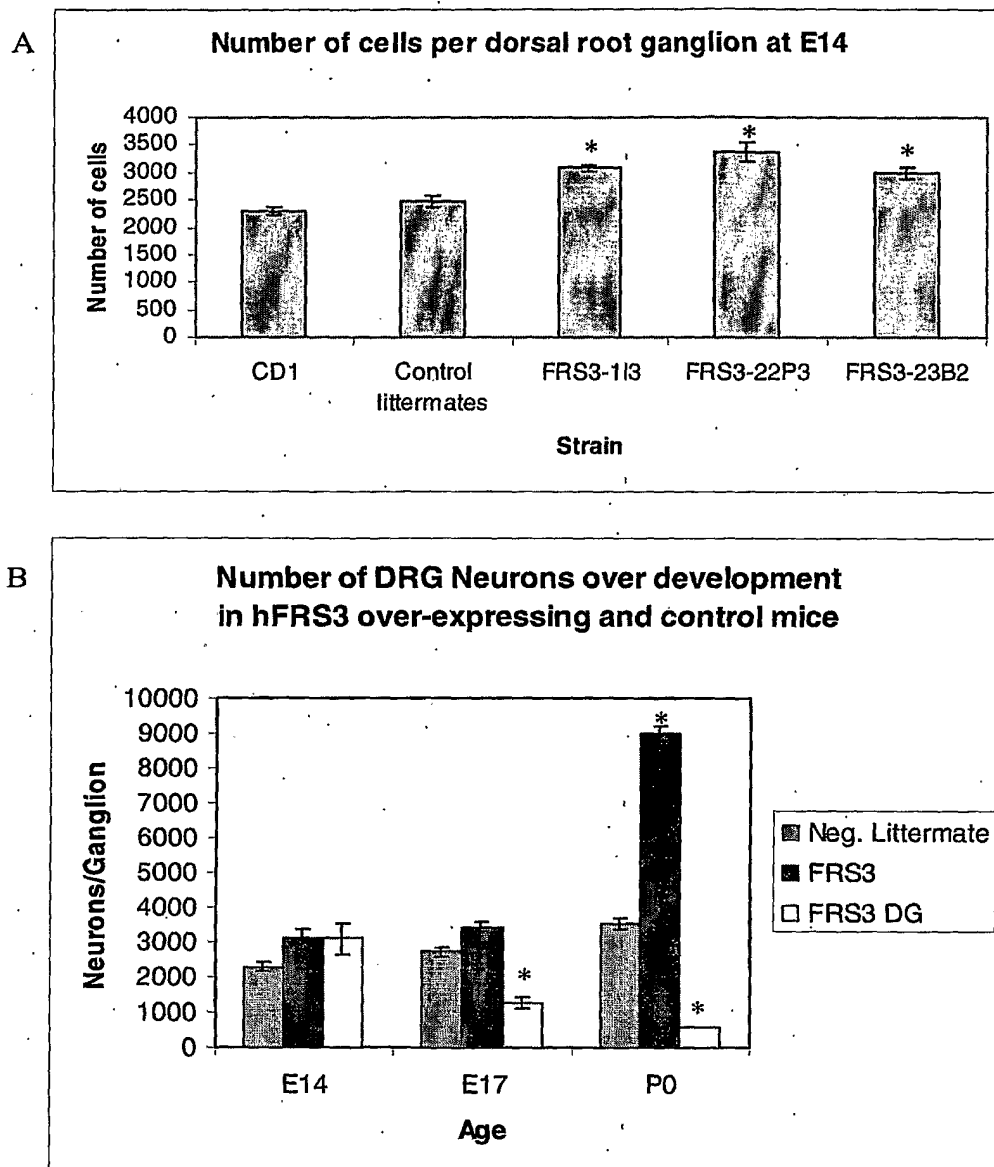 A
Number of cells per dorsal root ganglion at E14
Number of cells
4000
3500
3000
2500
2000
1500
1000
500
0
*
*
*
CD1
Control
littermates
FRS3-1I3
FRS3-22P3
FRS3-23B2
Strain
B
Number of DRG Neurons over development
in hFRS3 over-expressing and control mice
Neurons/Ganglion
10000
9000
8000
7000
6000
5000
4000
3000
2000
1000
0
*
*
*
E14
E17
P0
Age
Neg. Littermate
FRS3
FRS3 DG